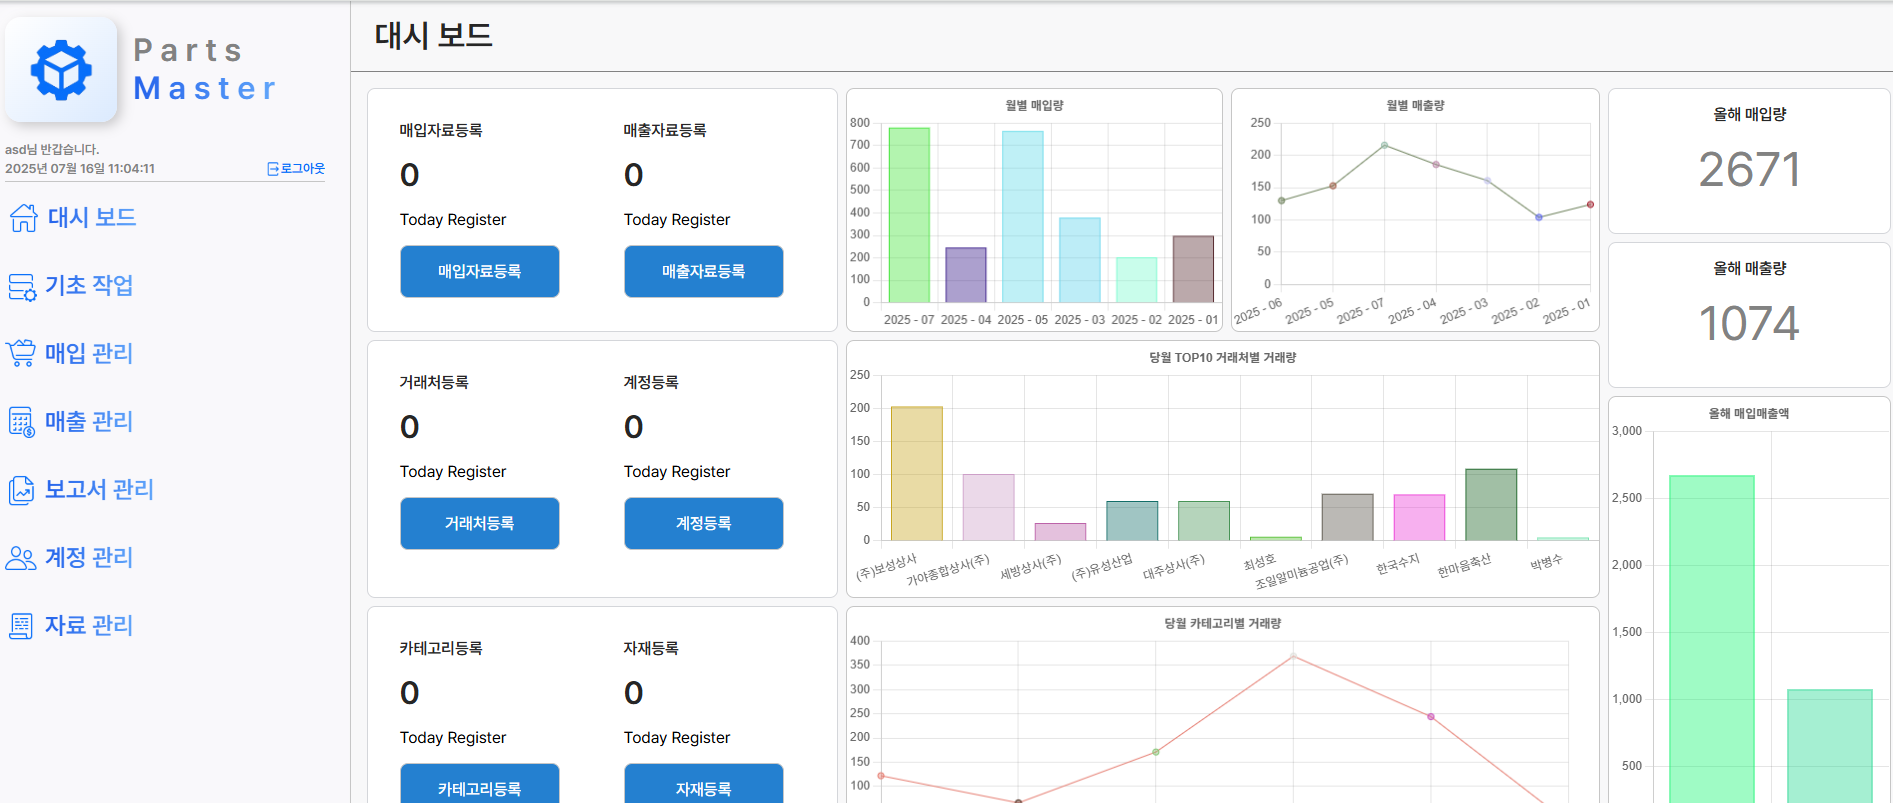 Parts
Master
asd님 반갑습니다.
2025년 07월 16일 11:04:11
로그아웃
대시 보드
기초 작업
매입 관리
매출 관리
보고서 관리
계정 관리
자료 관리
대시 보드
매입자료등록
0
Today Register
매입자료등록
매출자료등록
0
Today Register
매출자료등록
월별 매입량
800
700
600
500
400
300
200
100
0
2025 - 07 2025 - 04 2025 - 05 2025 - 03 2025 - 02 2025 - 01
월별 매출량
250
200
150
100
50
0
2025 - 06 2025 - 05 2025 - 07 2025 - 04 2025 - 03 2025 - 02 2025 - 01
올해 매입량
2671
올해 매출량
1074
거래처등록
0
Today Register
거래처등록
계정등록
0
Today Register
계정등록
당월 TOP10 거래처별 거래량
250
200
150
100
50
0
(주)보성상사 가야종합상사(주) 세방상사(주) (주)유성산업 대주상사(주) 최성호 조일알미늄공업(주) 한국수지 한마음축산 박병수
올해 매입매출액
3,000
2,500
2,000
1,500
1,000
500
카테고리등록
0
Today Register
카테고리등록
자재등록
0
Today Register
자재등록
당월 카테고리별 거래량
400
350
300
250
200
150
100